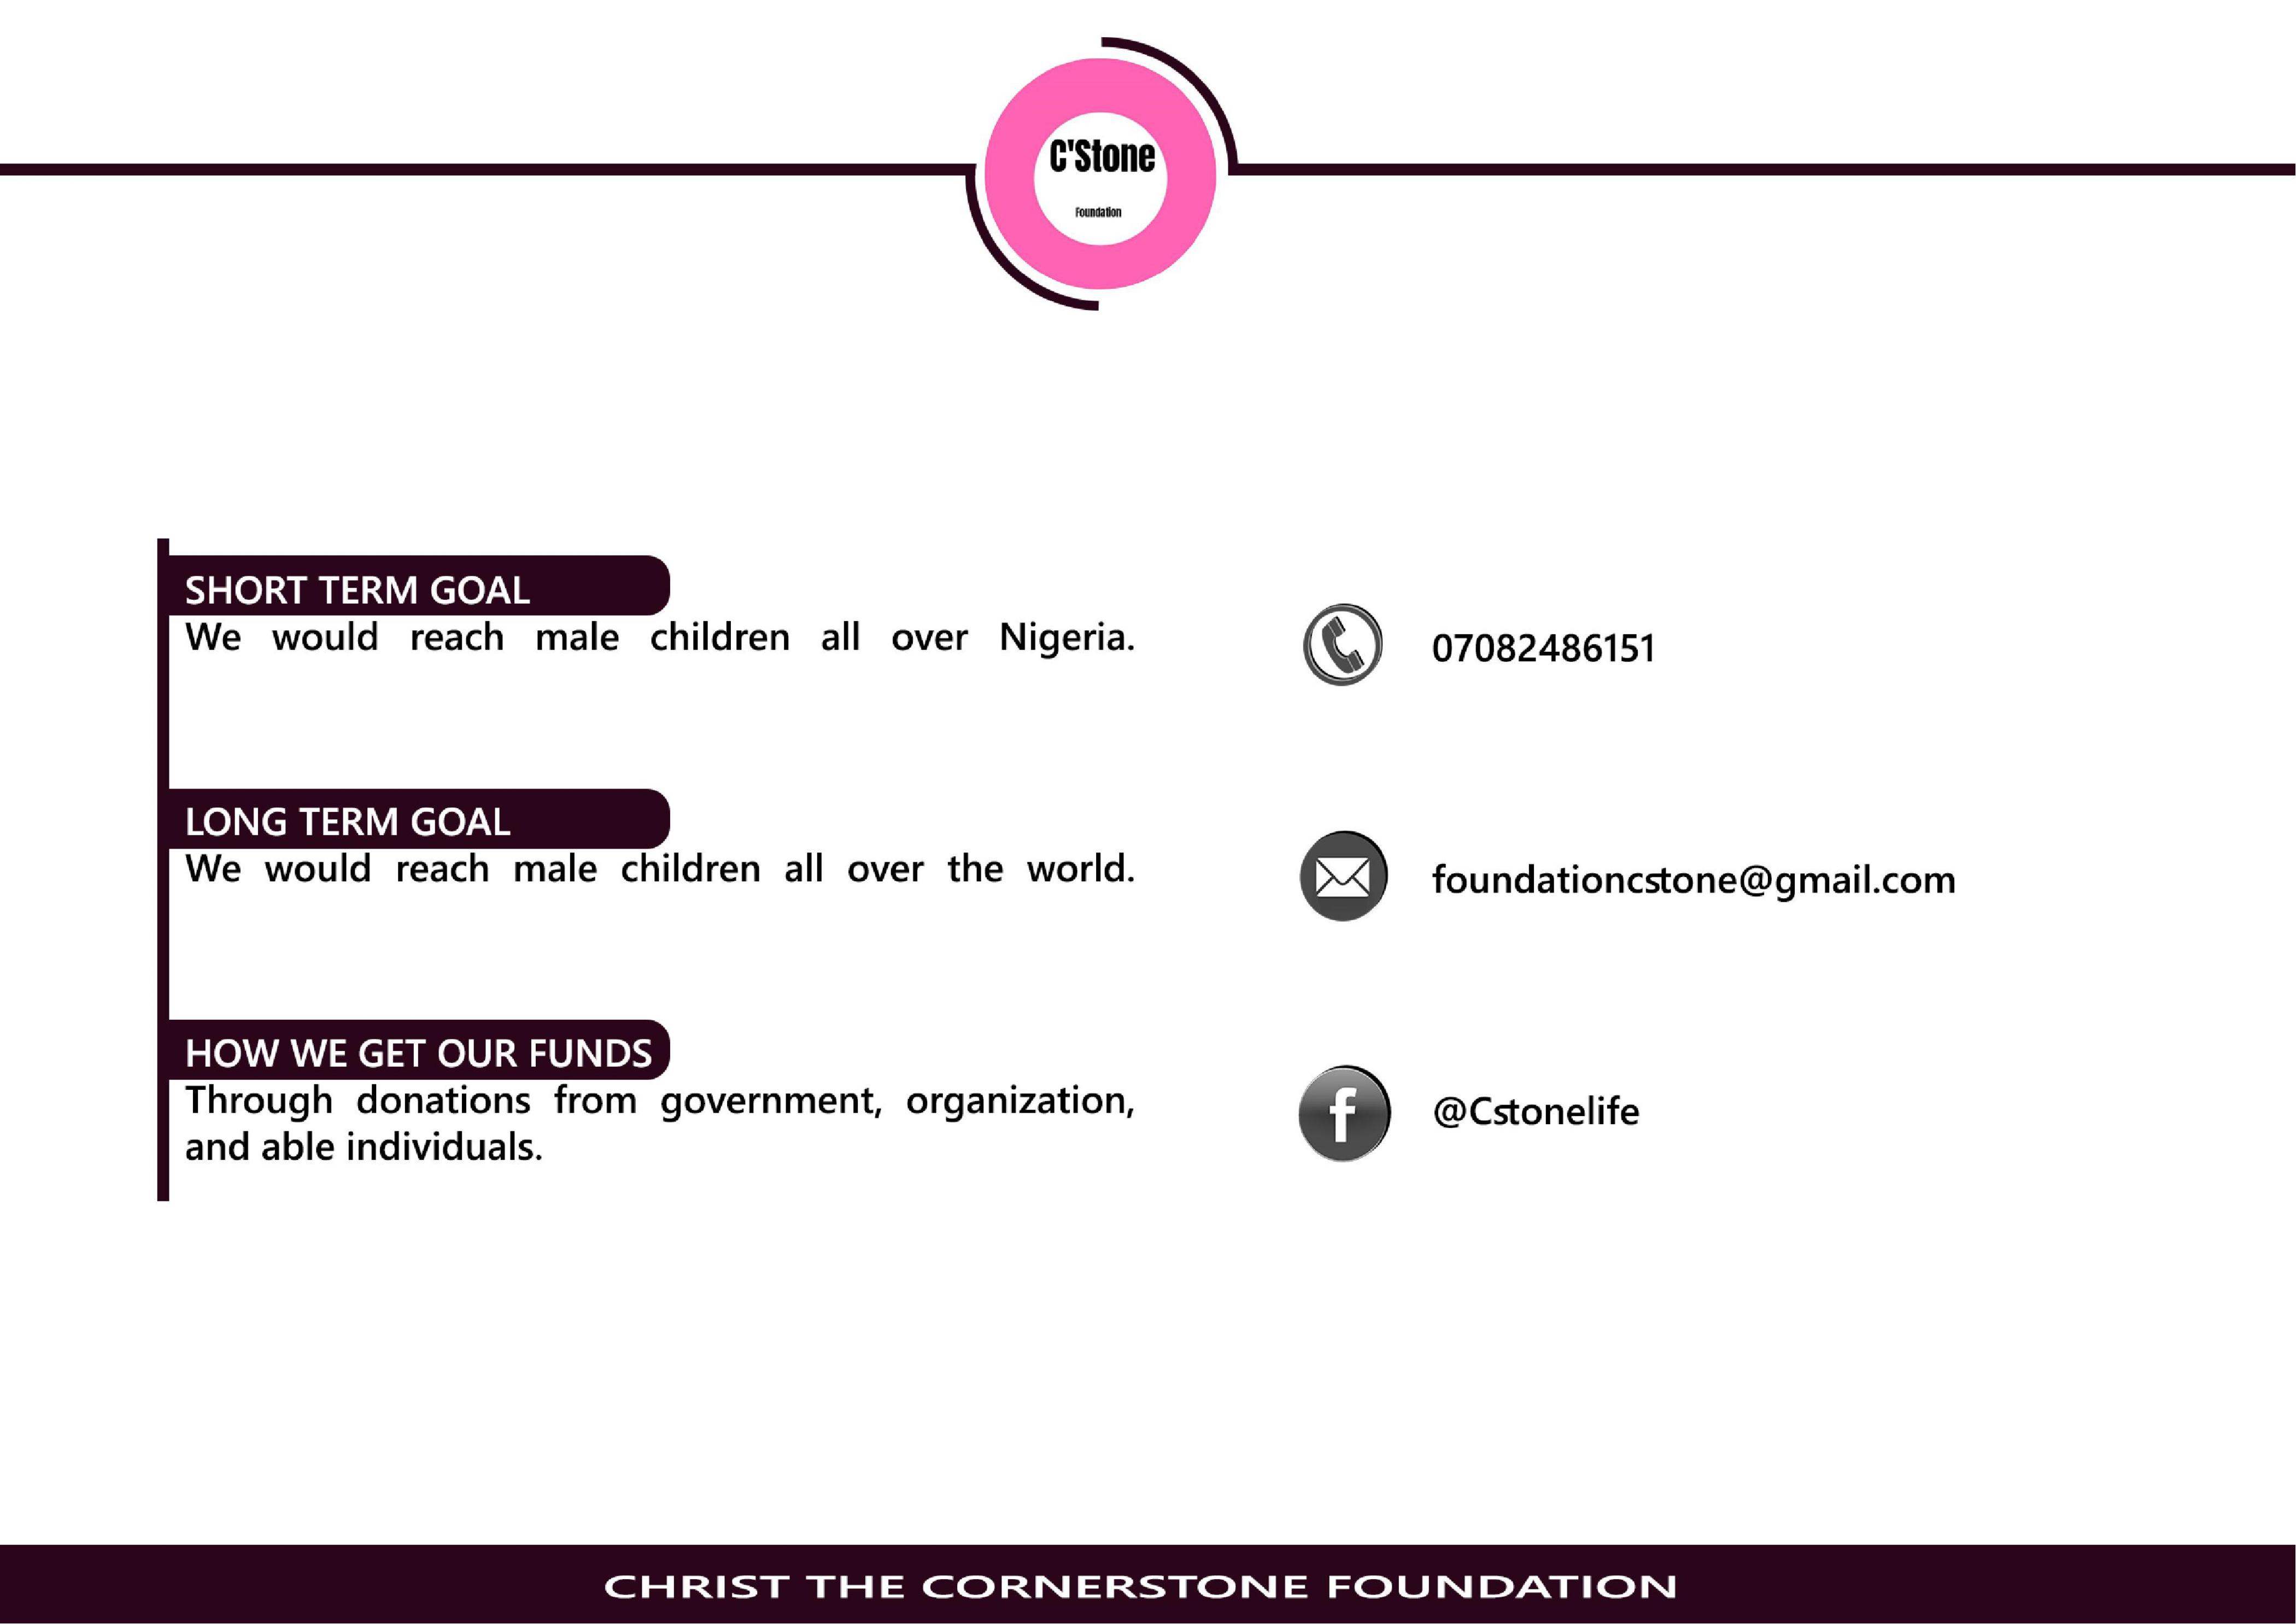 C'Stone
Foundation
SHORT TERM GOAL
We would reach male children all over Nigeria.
LONG TERM GOAL
We would reach male children all over the world.
HOW WE GET OUR FUNDS
Through donations from government, organization,
and able individuals.
07082486151
foundationcstone@gmail.com
@Cstonelife
CHRIST THE CORNERSTONE FOUNDATION